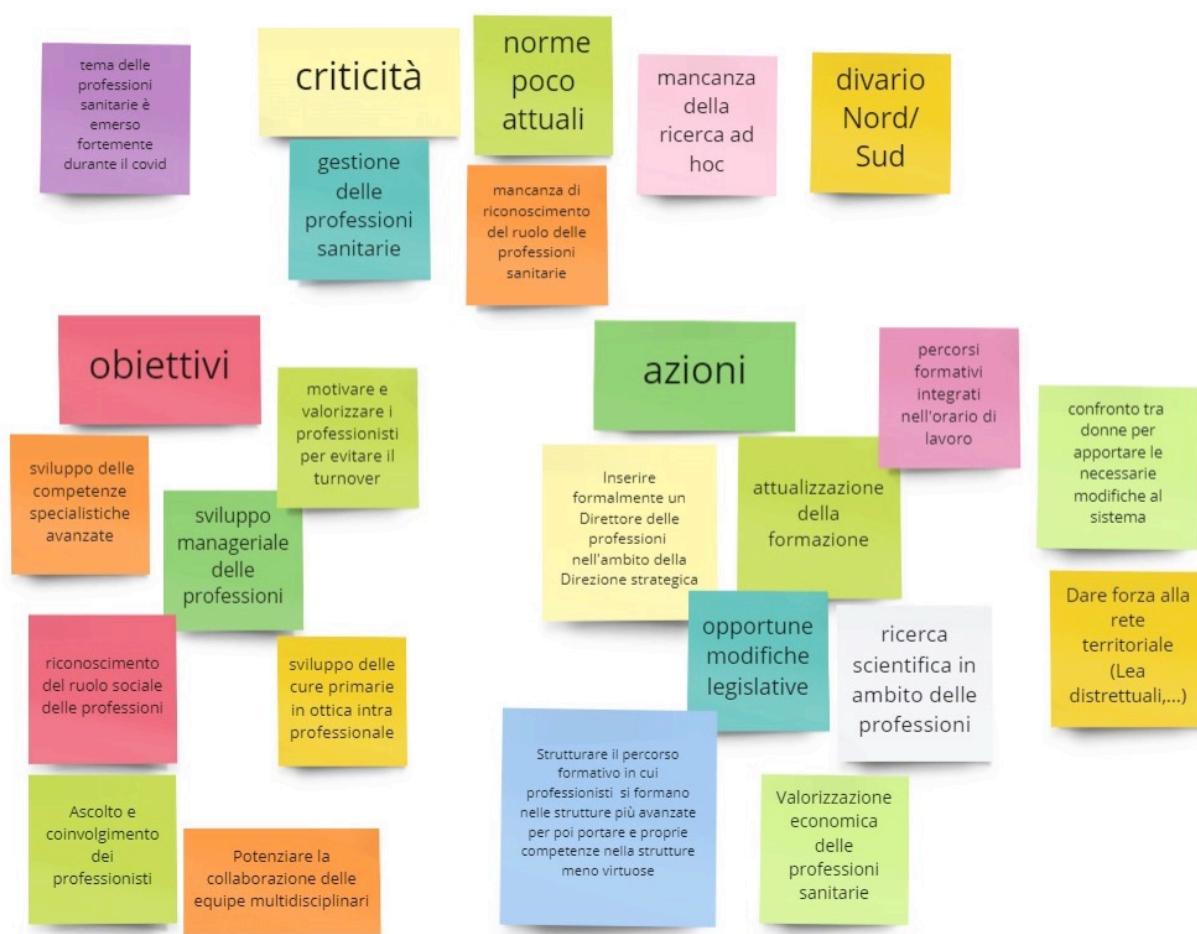 tema delle
professioni
sanitarie è
emerso
fortemente
durante il covid
criticità
norme
poco
attuali
mancanza
della
ricerca ad
hoc
divario
Nord/
Sud
gestione
delle
professioni
sanitarie
mancanza di
riconoscimento
del ruolo delle
professioni
sanitarie
obiettivi
motivare e
valorizzare i
professionisti
per evitare il
turnover
sviluppo delle
competenze
specialistiche
avanzate
sviluppo
manageriale
delle
professioni
riconoscimento
del ruolo sociale
delle professioni
sviluppo delle
cure primarie
in ottica intra
professionale
Ascolto e
coinvolgimento
dei
professionisti
Potenziare la
collaborazione delle
equipe multidisciplinari
azioni
percorsi
formativi
integrati
nell'orario di
lavoro
confronto tra
donne per
apportare le
necessarie
modifiche al
sistema
Inserire
formalmente un
Direttore delle
professioni
nell'ambito della
Direzione strategica
attualizzazione
della
formazione
opportune
modifiche
legislative
ricerca
scientifica in
ambito delle
professioni
Dare forza alla
rete
territoriale
(Lea
distrettuali,...)
Strutturare il percorso
formativo in cui
professionisti si formano
nelle strutture più avanzate
per poi portare e proprie
competenze nella strutture
meno virtuose
Valorizzazione
economica
delle
professioni
sanitarie